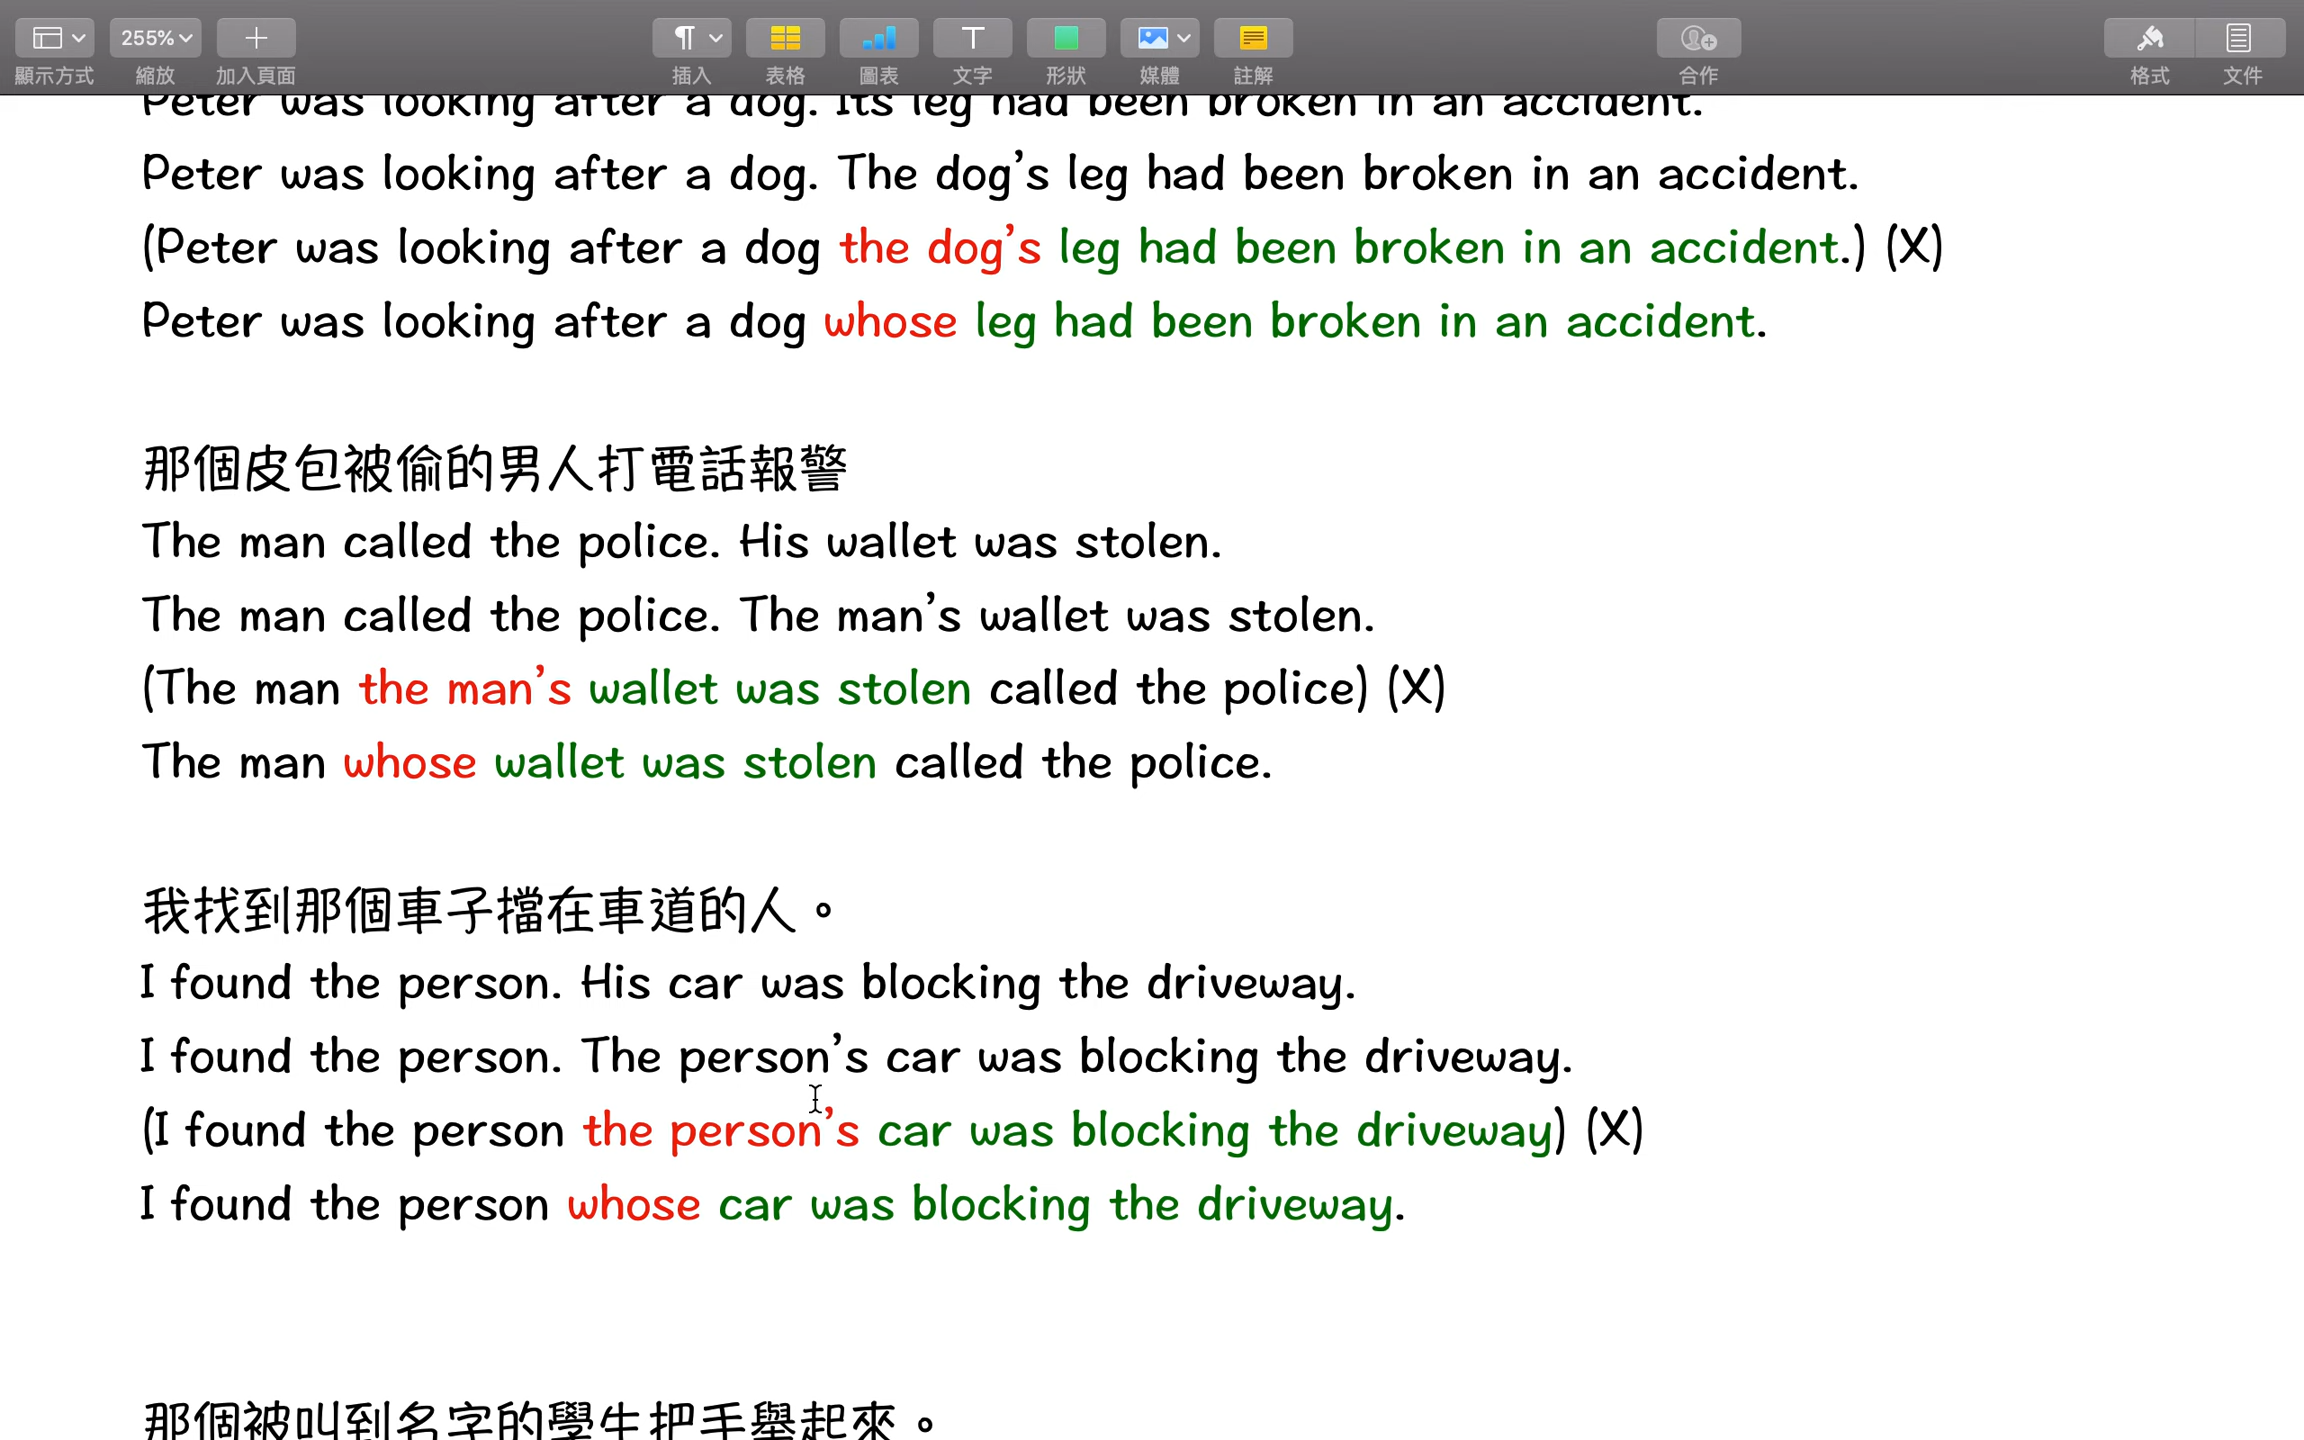 255%
顯示方式
縮放
加入頁面
插入
表格
圖表
文字
形狀
媒體
註解
合作
格式
文件
Peter was looking after a dog. Its leg had been broken in an accident.
Peter was looking after a dog. The dog’s leg had been broken in an accident.
(Peter was looking after a dog the dog’s leg had been broken in an accident.) (X)
Peter was looking after a dog whose leg had been broken in an accident.
那個皮包被偷的男人打電話報警
The man called the police. His wallet was stolen.
The man called the police. The man’s wallet was stolen.
(The man the man’s wallet was stolen called the police) (X)
The man whose wallet was stolen called the police.
我找到那個車子擋在車道的人。
I found the person. His car was blocking the driveway.
I found the person. The person’s car was blocking the driveway.
(I found the person the person’s car was blocking the driveway) (X)
I found the person whose car was blocking the driveway.
那個被叫到名字的學生把手舉起來。